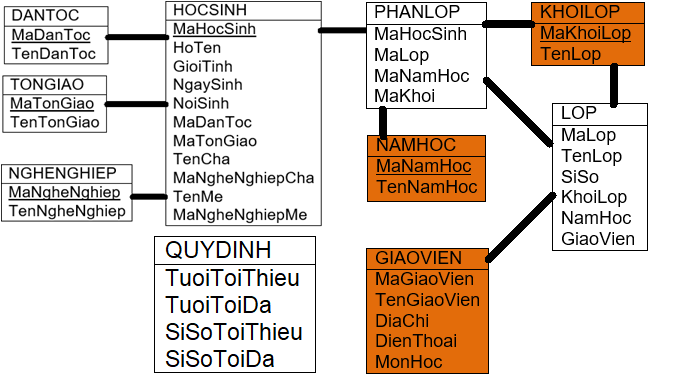 DANTOC
MaDanToc
TenDanToc
TONGIAO
MaTonGiao
TenTonGiao
NGHENGHIEP
MaNgheNghiep
TenNgheNghiep
HOCSINH
MaHocSinh
HoTen
GioiTinh
NgaySinh
NoiSinh
MaDanToc
MaTonGiao
TenCha
MaNgheNghiepCha
TenMe
MaNgheNghiepMe
PHANLOP
MaHocSinh
MaLop
MaNamHoc
MaKhoi
KHOILOP
MaKhoiLop
TenLop
NAMHOC
MaNamHoc
TenNamHoc
LOP
MaLop
TenLop
SiSo
KhoiLop
NamHoc
GiaoVien
QUYDINH
TuoiToiThieu
TuoiToiDa
SiSoToiThieu
SiSoToiDa
GIAOVIEN
MaGiaoVien
TenGiaoVien
DiaChi
DienThoai
MonHoc